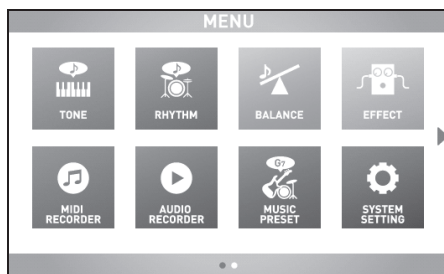 MENU
TONE
RHYTHM
BALANCE
EFFECT
MIDI
RECORDER
AUDIO
RECORDER
G7
MUSIC
PRESET
SYSTEM
SETTING